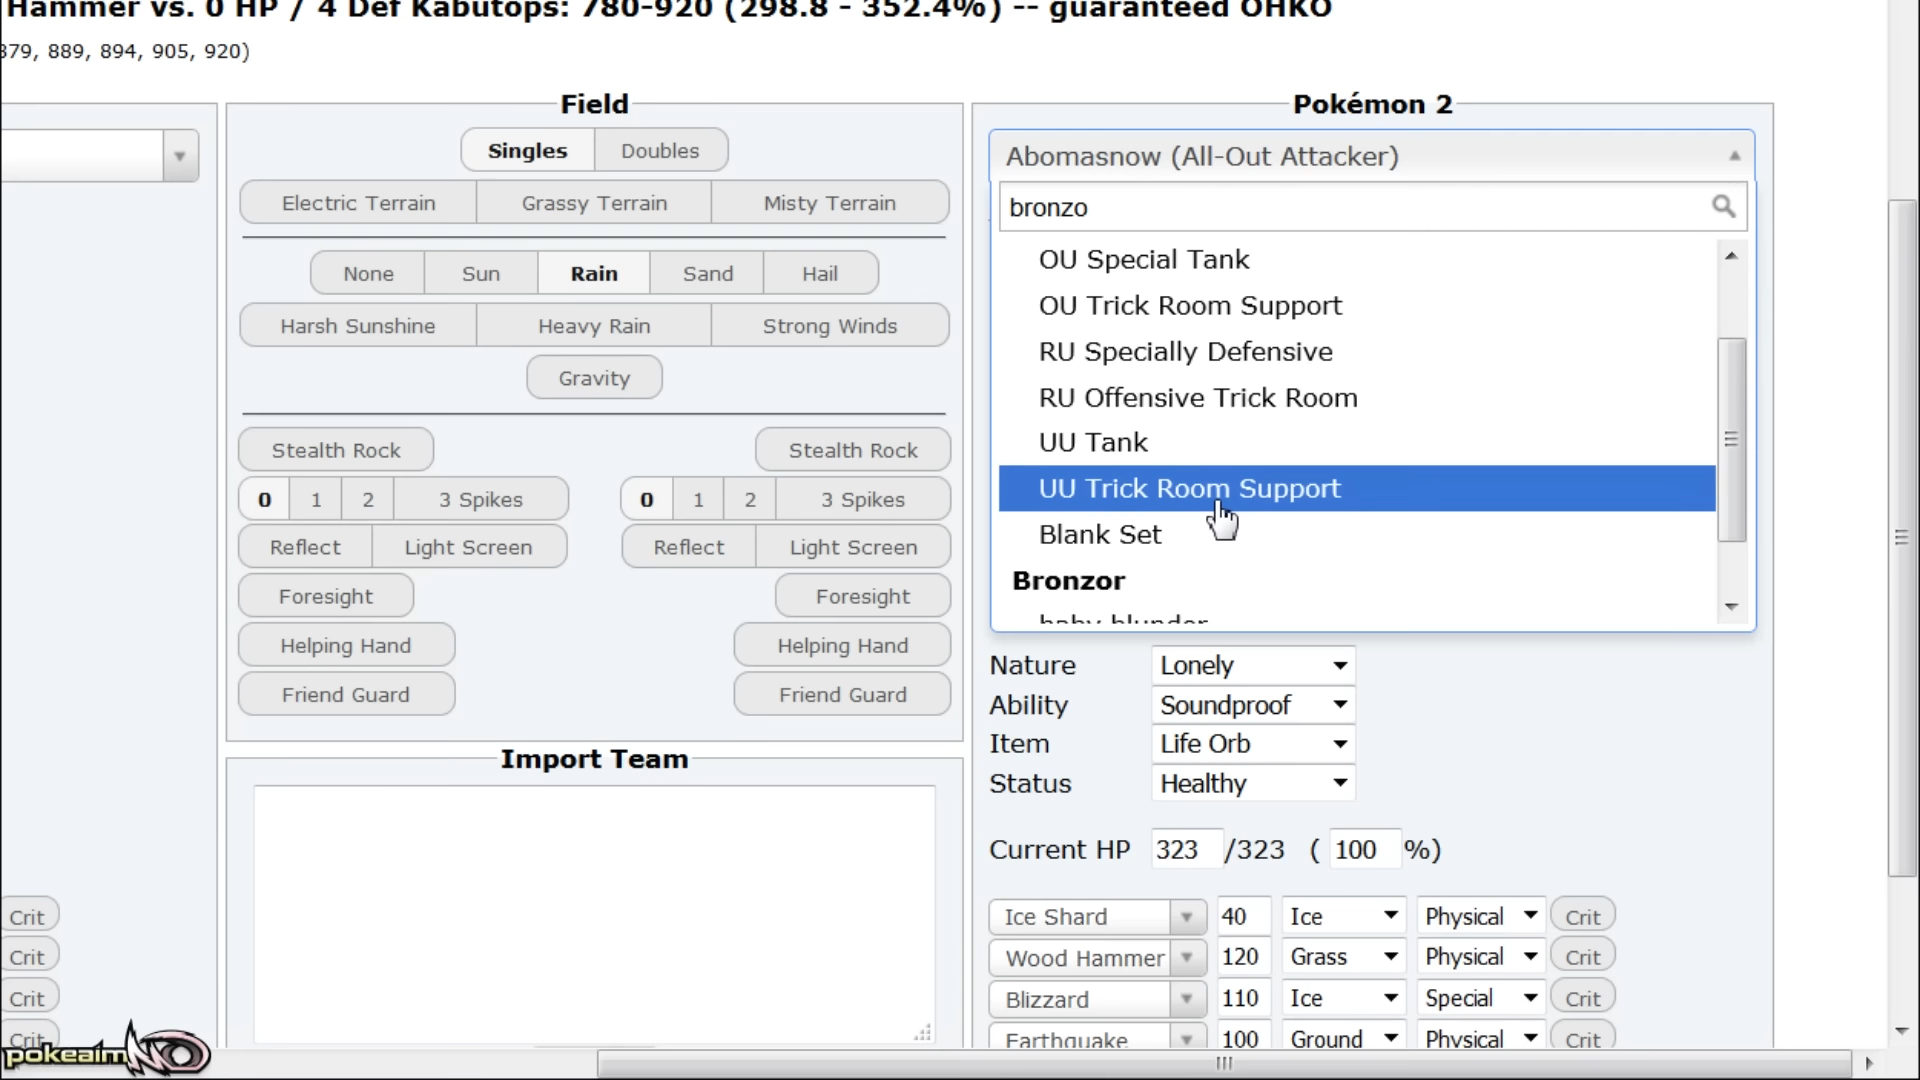 Hammer vs. 0 HP / 4 Def Kabutops: 780-920 (298.8 - 352.4%) -- guaranteed OHKO
879, 889, 894, 905, 920)
Field
Singles Doubles
Electric Terrain Grassy Terrain Misty Terrain
None Sun Rain Sand Hail
Harsh Sunshine Heavy Rain Strong Winds
Gravity
Stealth Rock Stealth Rock
0 1 2 3 Spikes 0 1 2 3 Spikes
Reflect Light Screen Reflect Light Screen
Foresight Foresight
Helping Hand Helping Hand
Friend Guard Friend Guard
Import Team
Pokémon 2
Abomasnow (All-Out Attacker)
bronzo
OU Special Tank
OU Trick Room Support
RU Specially Defensive
RU Offensive Trick Room
UU Tank
UU Trick Room Support
Blank Set
Bronzor
baby blunder
Nature Lonely
Ability Soundproof
Item Life Orb
Status Healthy
Current HP 323 /323 ( 100 %)
Ice Shard 40 Ice Physical Crit
Wood Hammer 120 Grass Physical Crit
Blizzard 110 Ice Special Crit
Earthquake 100 Ground Physical Crit
Crit
Crit
Crit
Crit
pokeaimMD